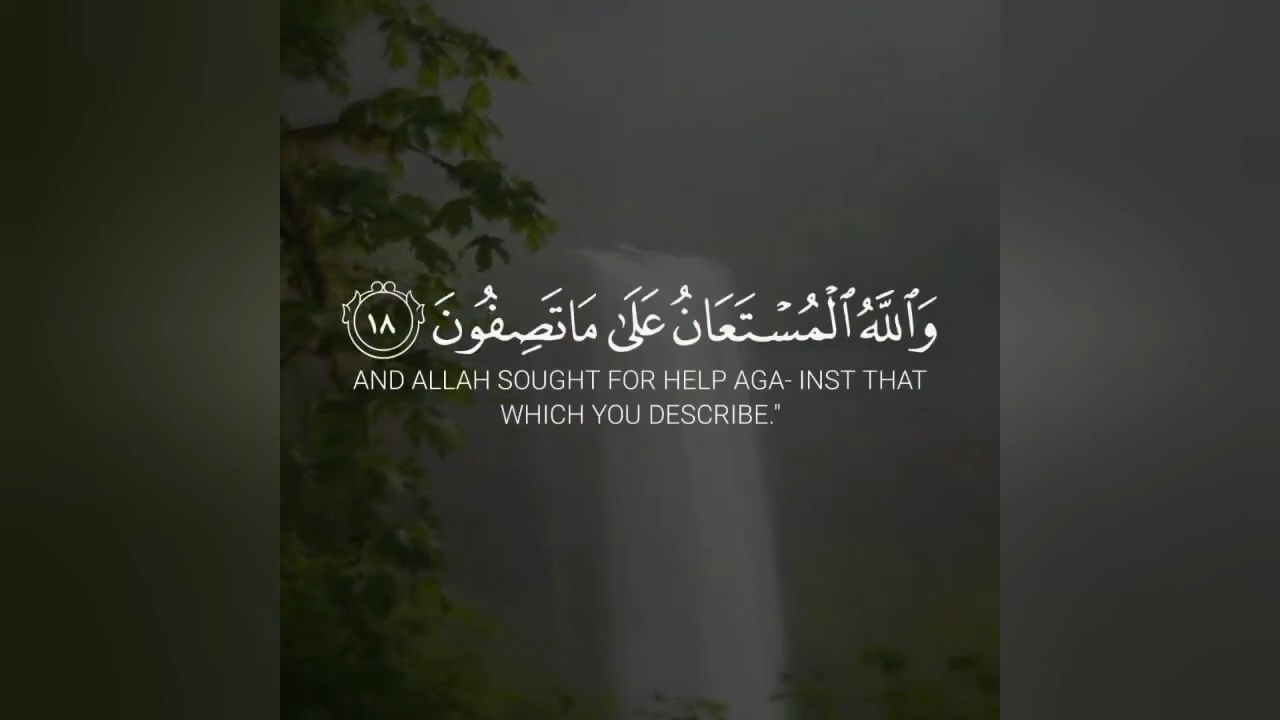 وَٱللَّهُ ٱلْمُسْتَعَانُ عَلَىٰ مَا تَصِفُونَ ١٨
AND ALLAH SOUGHT FOR HELP AGA- INST THAT
WHICH YOU DESCRIBE."